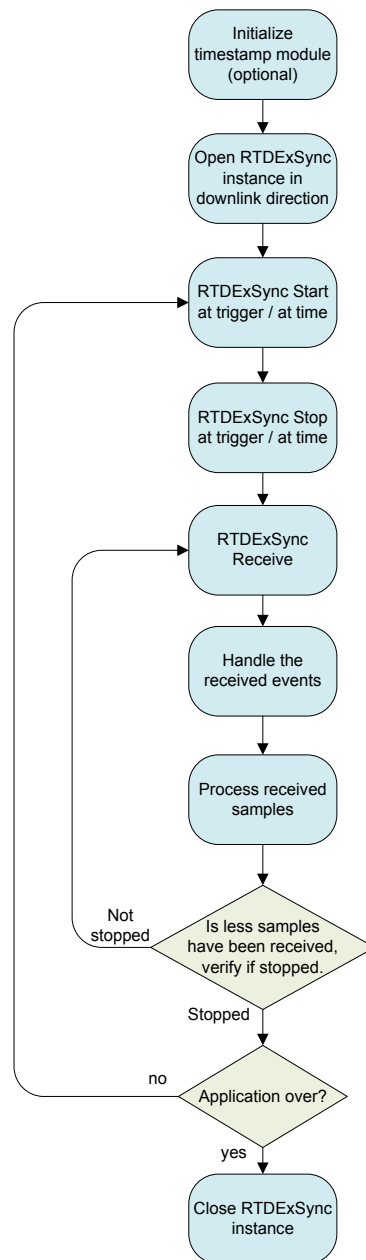 Initialize
timestamp module
(optional)
Open RTDExSync
instance in
downlink direction
RTDExSync Start
at trigger / at time
RTDExSync Stop
at trigger / at time
RTDExSync
Receive
Handle the
received events
Process received
samples
Not
stopped
Is less samples
have been received,
verify if stopped.
Stopped
no
Application over?
yes
Close RTDExSync
instance